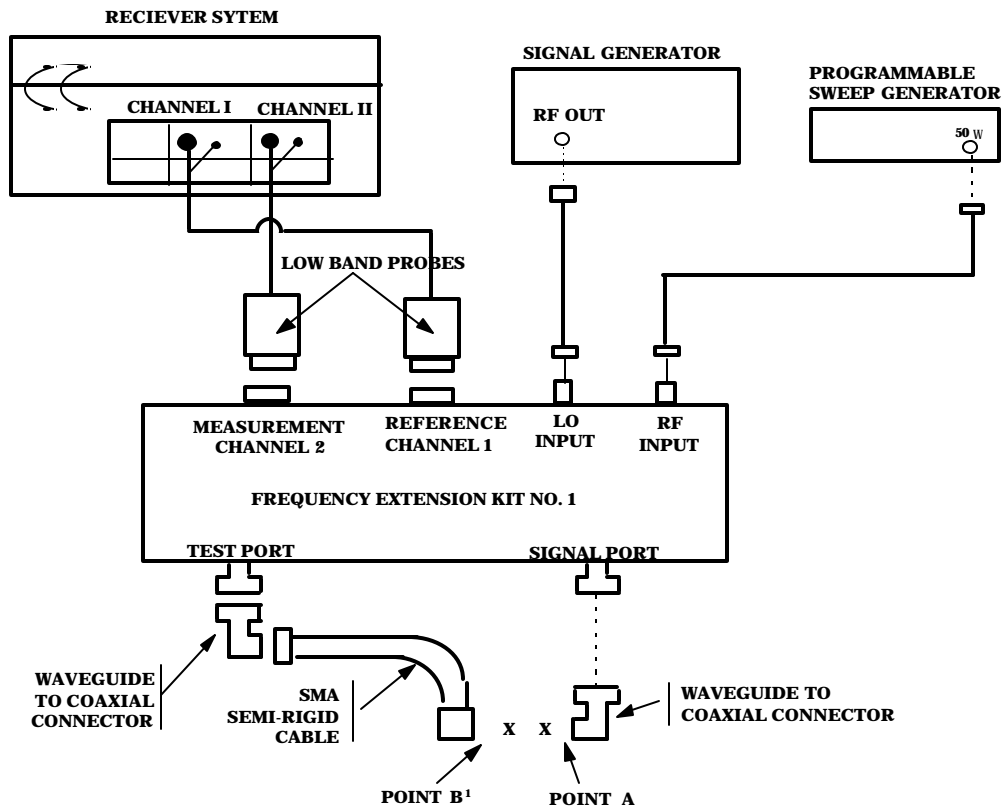 RECIEVER SYTEM
SIGNAL GENERATOR
PROGRAMMABLE
SWEEP GENERATOR
CHANNEL I
CHANNEL II
RF OUT
50 W
LOW BAND PROBES
MEASUREMENT
CHANNEL 2
REFERENCE
CHANNEL 1
LO
INPUT
RF
INPUT
FREQUENCY EXTENSION KIT NO. 1
TEST PORT
SIGNAL PORT
WAVEGUIDE
TO COAXIAL
CONNECTOR
SMA
SEMI-RIGID
CABLE
X X
WAVEGUIDE TO
COAXIAL CONNECTOR
POINT B¹
POINT A